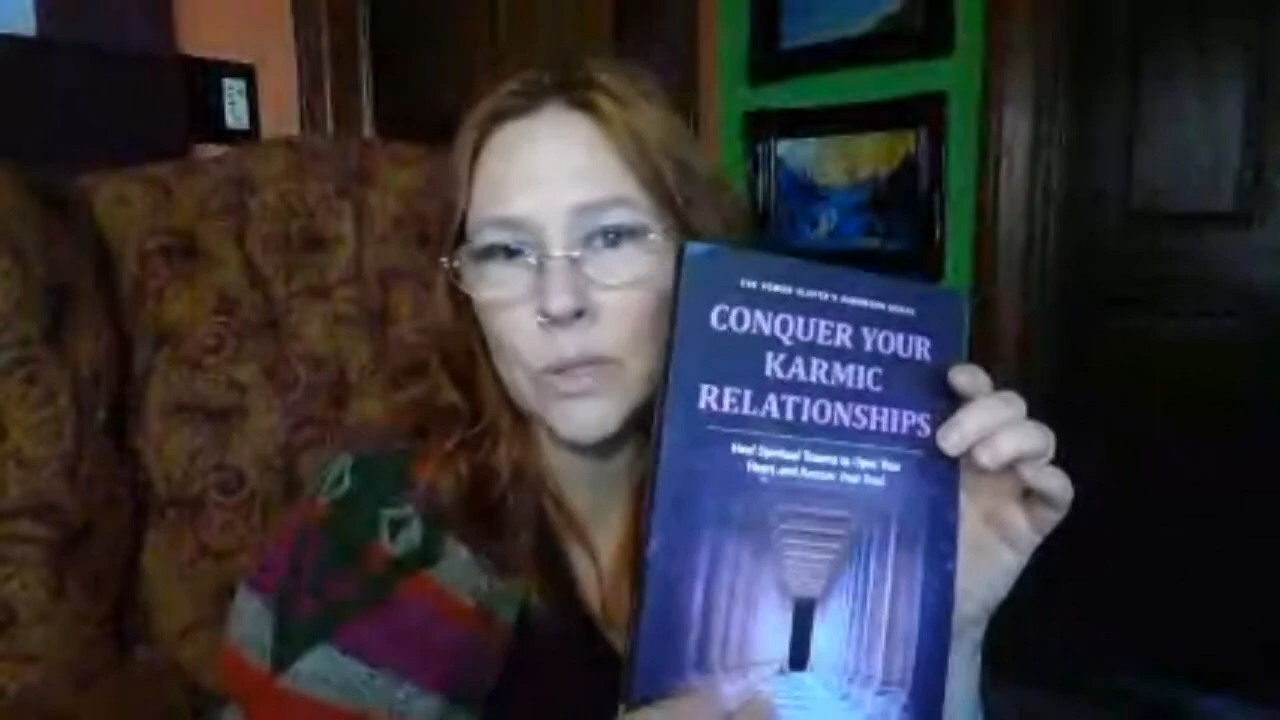 CONQUER YOUR
KARMIC
RELATIONSHIPS
Heal Spiritual Trauma to Open Your
Heart and Restore Your Soul